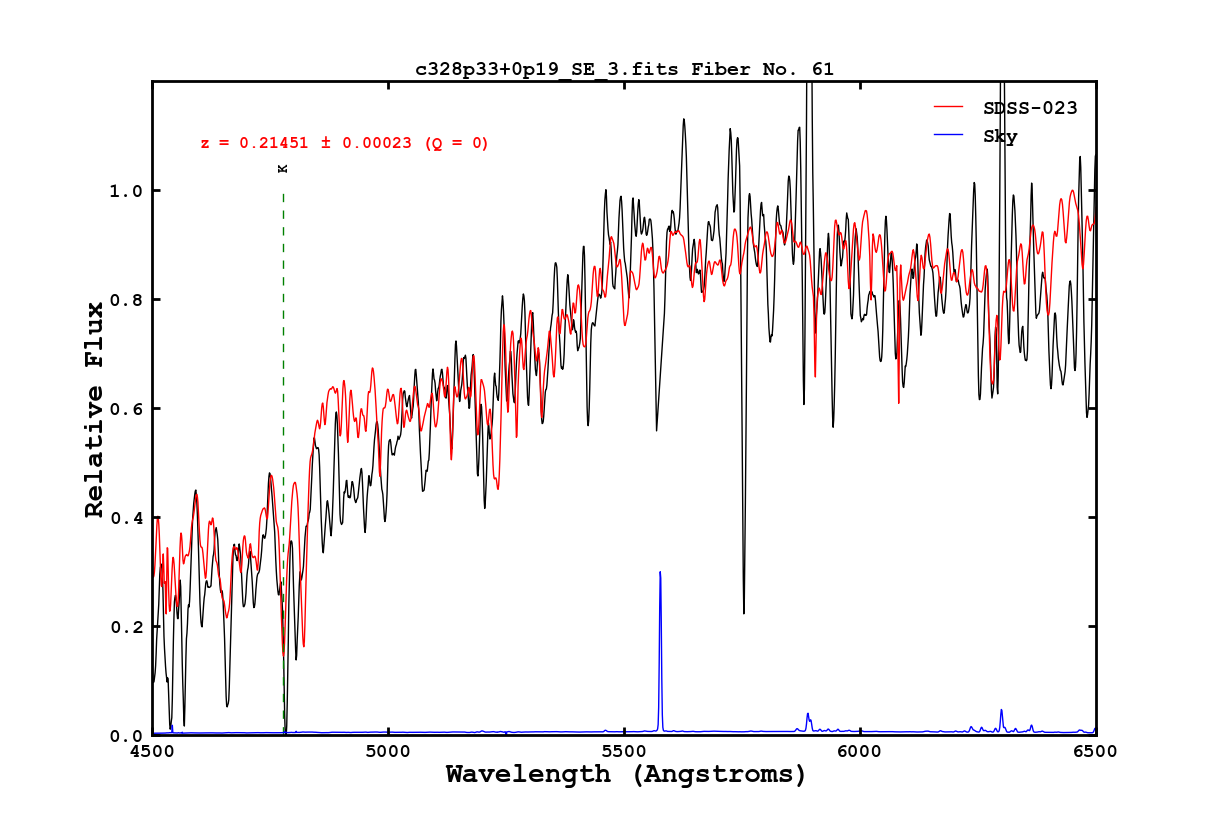 c328p33+0p19_SE_3.fits Fiber No. 61
SDSS-023
Sky
z = 0.21451 ± 0.00023 (Q = 0)
K
1.0
0.8
0.6
0.4
0.2
0.0
Relative Flux
4500 5000 5500 6000 6500
Wavelength (Angstroms)